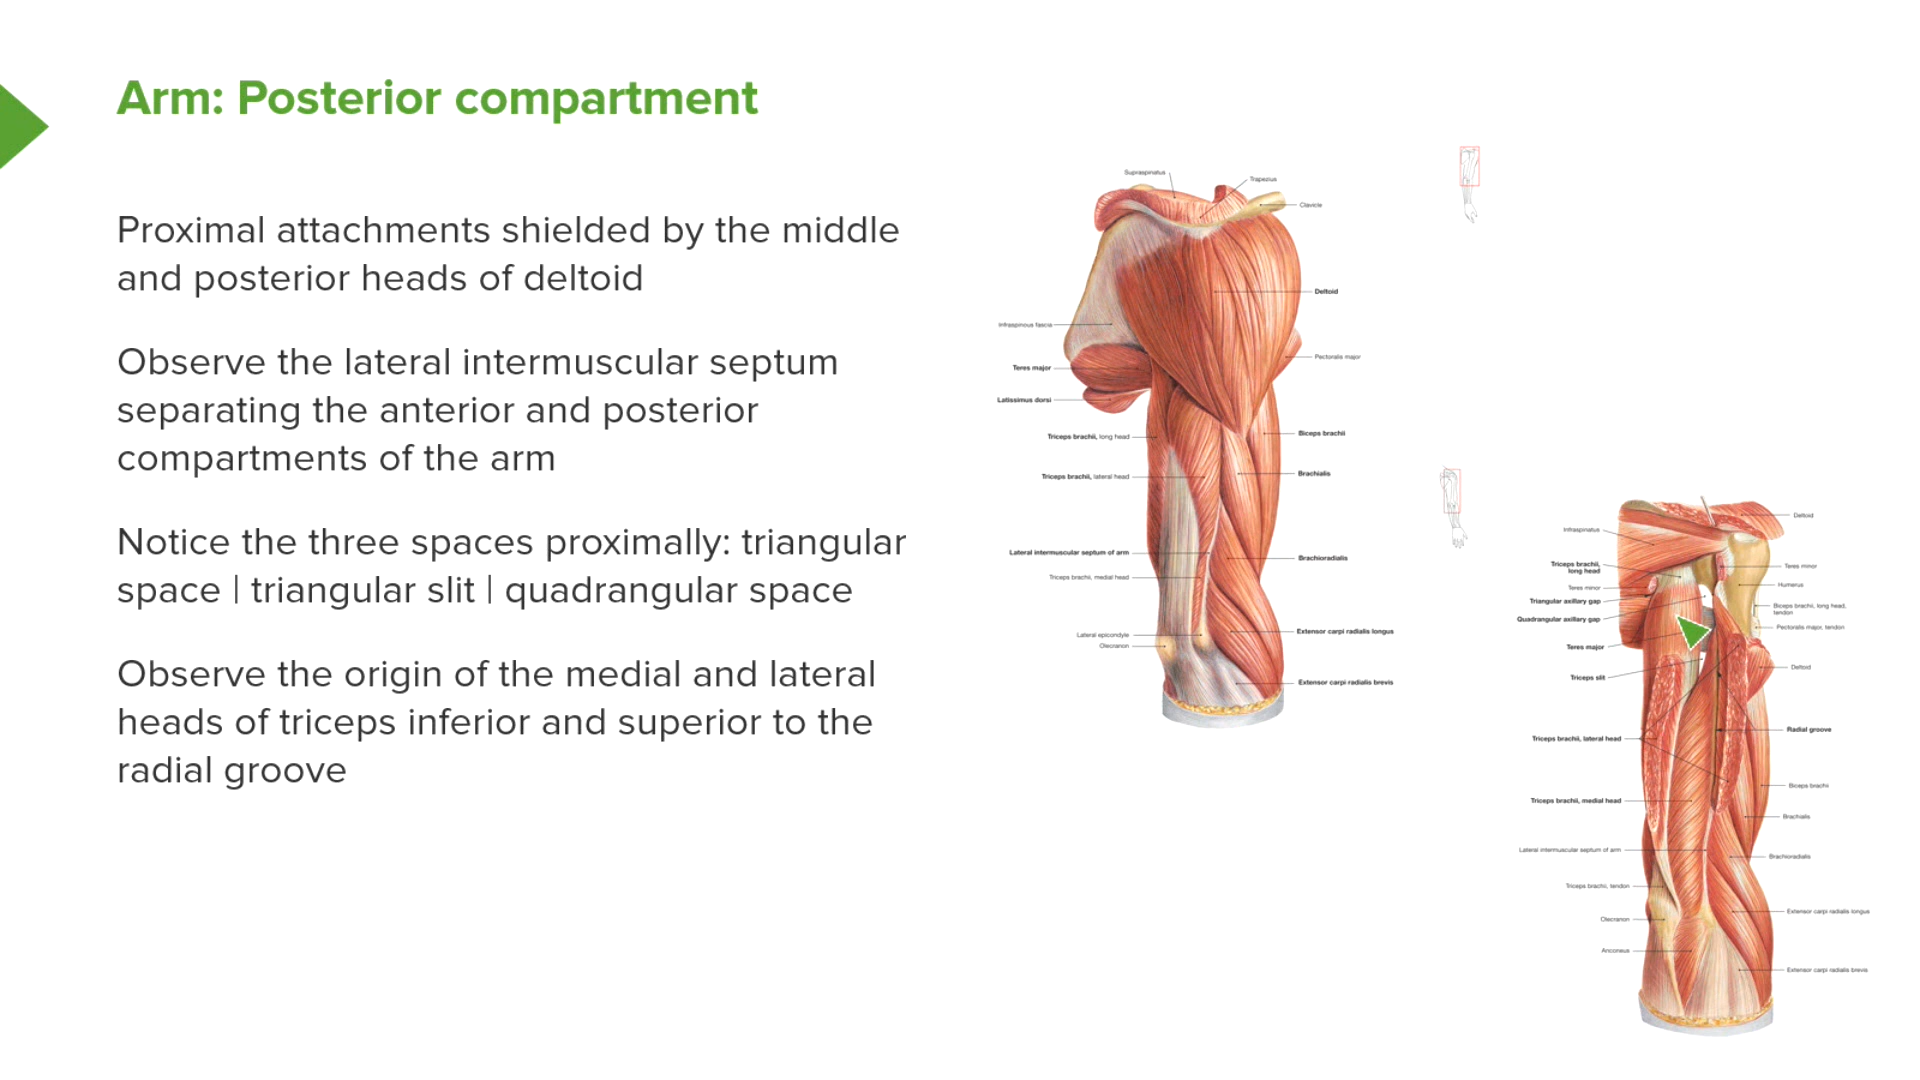 Arm: Posterior compartment
Proximal attachments shielded by the middle
and posterior heads of deltoid
Observe the lateral intermuscular septum
separating the anterior and posterior
compartments of the arm
Notice the three spaces proximally: triangular
space | triangular slit | quadrangular space
Observe the origin of the medial and lateral
heads of triceps inferior and superior to the
radial groove
Supraspinatus
Trapezius
Clavicle
Deltoid
Infraspinous fascia
Pectoralis major
Teres major
Latissimus dorsi
Triceps brachii, long head
Biceps brachii
Triceps brachii, lateral head
Brachialis
Lateral intermuscular septum of arm
Brachioradialis
Triceps brachii, medial head
Lateral epicondyle
Extensor carpi radialis longus
Olecranon
Extensor carpi radialis brevis
Deltoid
Infraspinatus
Triceps brachii,
long head
Teres minor
Teres minor
Humerus
Triangular axillary gap
Biceps brachii, long head,
tendon
Quadrangular axillary gap
Pectoralis major, tendon
Teres major
Deltoid
Triceps slit
Radial groove
Triceps brachii, lateral head
Biceps brachii
Triceps brachii, medial head
Brachialis
Lateral intermuscular septum of arm
Brachioradialis
Triceps brachii, tendon
Extensor carpi radialis longus
Olecranon
Anconeus
Extensor carpi radialis brevis